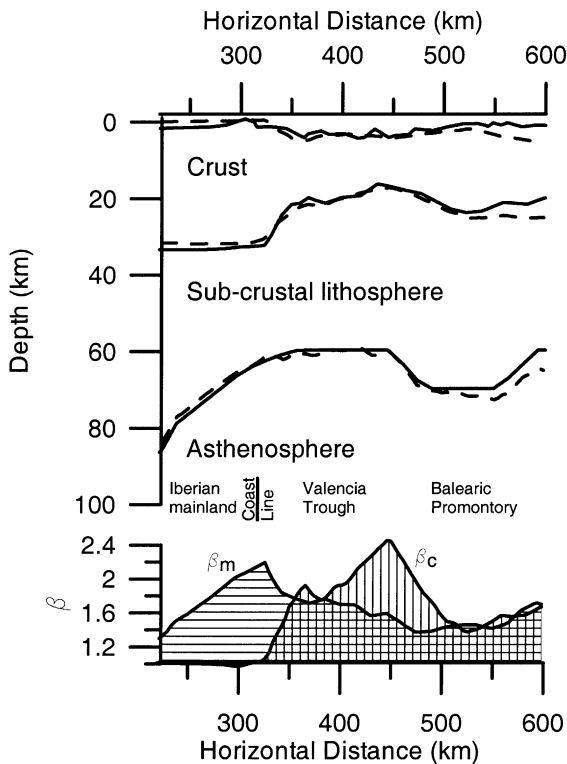 Horizontal Distance (km)
300 400 500 600
0
Crust
20
40
Sub-crustal lithosphere
Depth (km)
60
80
Asthenosphere
100
Iberian
mainland
Coast
Line
Valencia
Trough
Balearic
Promontory
2.4
2
1.6
1.2
β
βm
βc
300 400 500 600
Horizontal Distance (km)